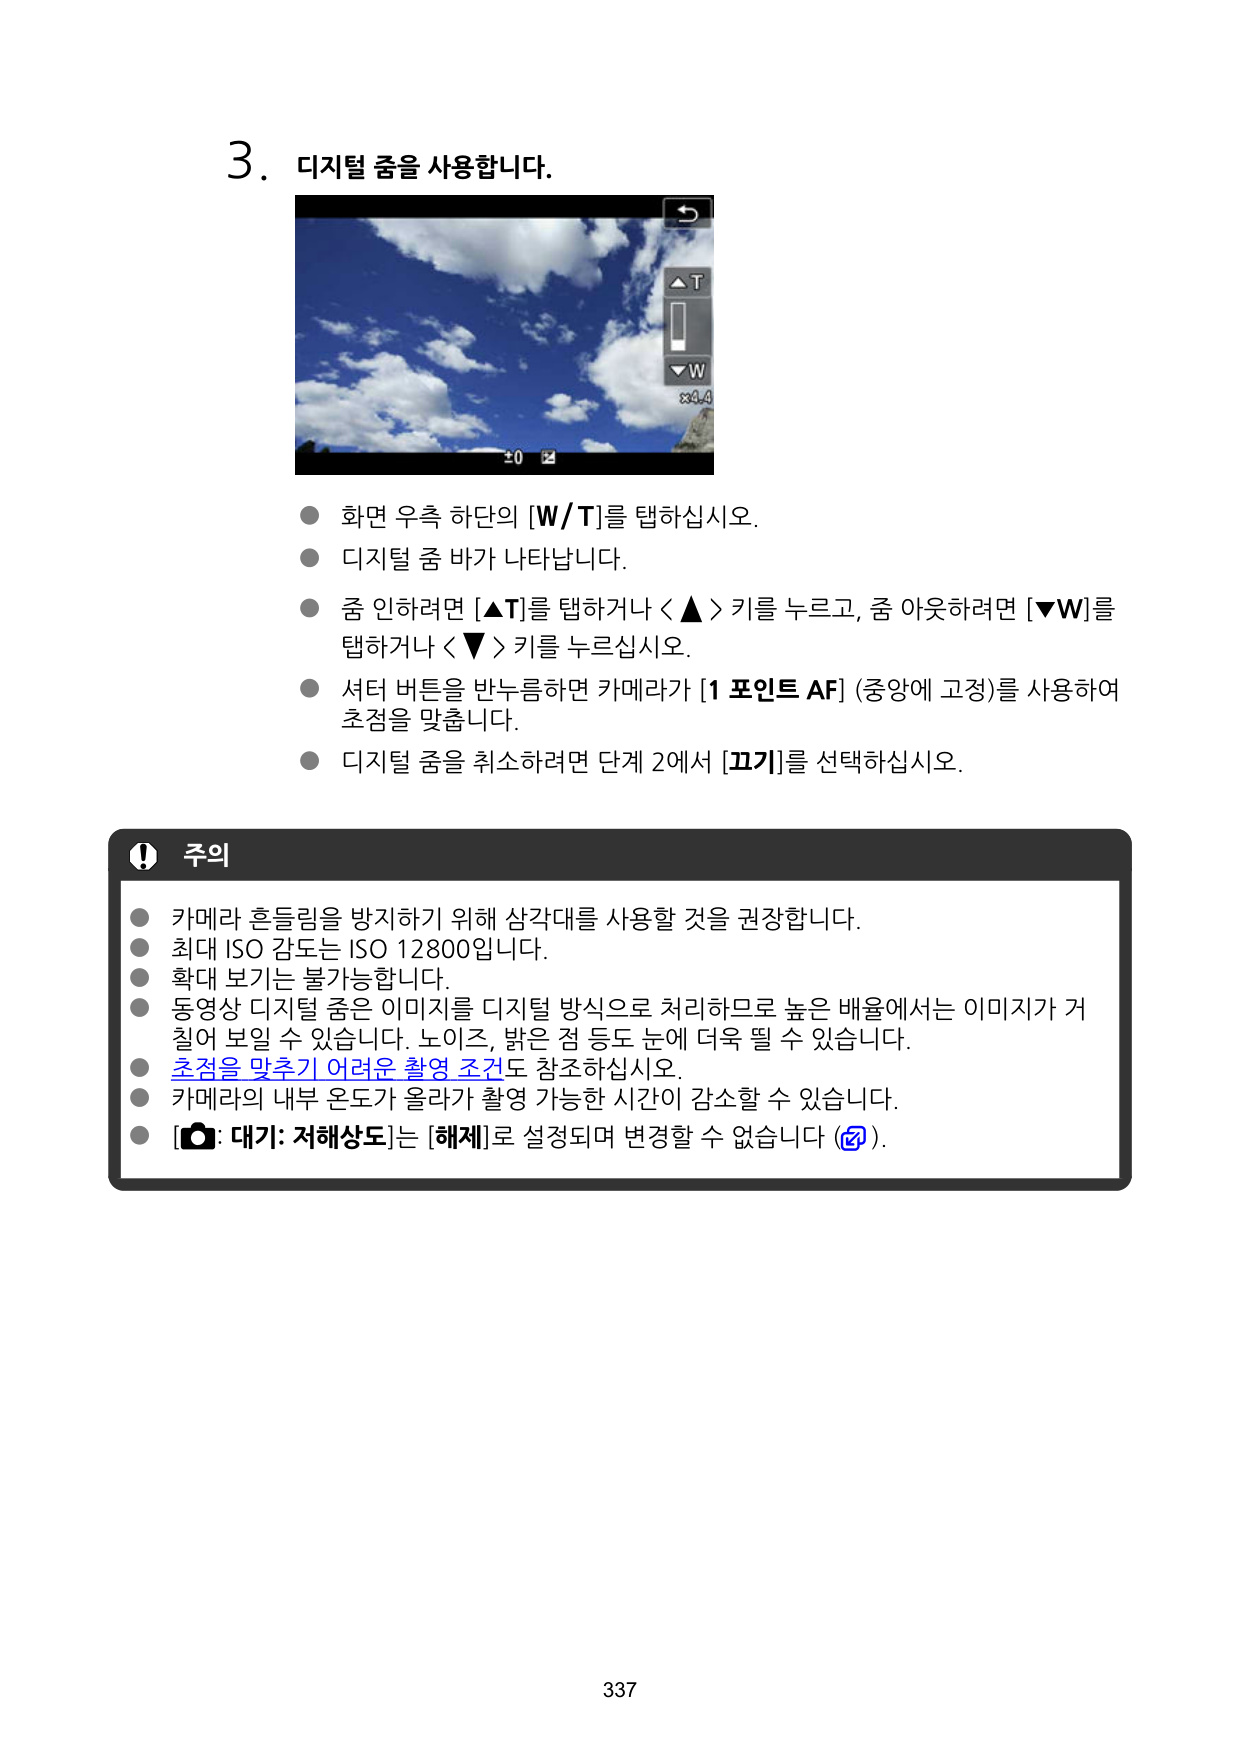 3. 디지털 줌을 사용합니다.
▲T
▼W
×4.4
±0
화면 우측 하단의 [W/T]를 탭하십시오.
디지털 줌 바가 나타납니다.
줌 인하려면 [▲T]를 탭하거나 < ▲ > 키를 누르고, 줌 아웃하려면 [▼W]를
탭하거나 < ▼ > 키를 누르십시오.
셔터 버튼을 반누름하면 카메라가 [1 포인트 AF] (중앙에 고정)를 사용하여
초점을 맞춥니다.
디지털 줌을 취소하려면 단계 2에서 [끄기]를 선택하십시오.
주의
카메라 흔들림을 방지하기 위해 삼각대를 사용할 것을 권장합니다.
최대 ISO 감도는 ISO 12800입니다.
확대 보기는 불가능합니다.
동영상 디지털 줌은 이미지를 디지털 방식으로 처리하므로 높은 배율에서는 이미지가 거
칠어 보일 수 있습니다. 노이즈, 밝은 점 등도 눈에 더욱 띌 수 있습니다.
초점을 맞추기 어려운 촬영 조건도 참조하십시오.
카메라의 내부 온도가 올라가 촬영 가능한 시간이 감소할 수 있습니다.
[: 대기: 저해상도]는 [해제]로 설정되며 변경할 수 없습니다 ().
337